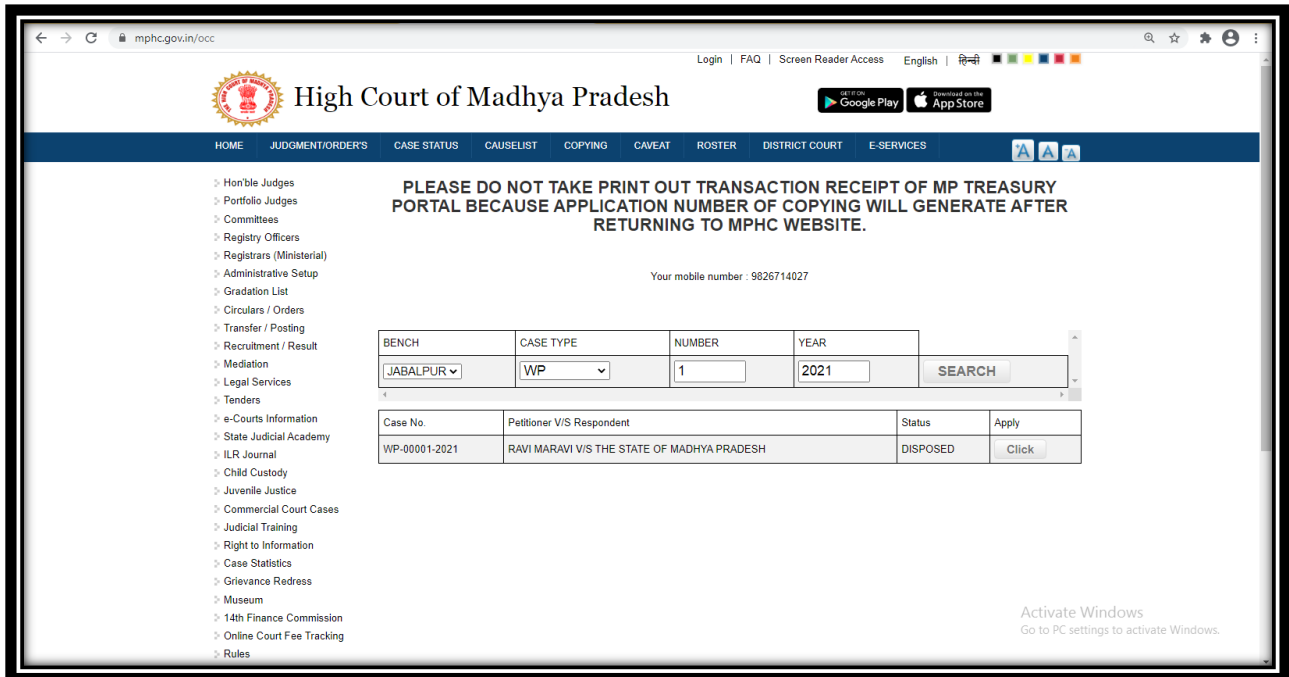 mphc.gov.in/occ
Login | FAQ | Screen Reader Access English | हिन्दी
High Court of Madhya Pradesh
GET IT ON Google Play
Download on the App Store
HOME JUDGMENT/ORDER'S CASE STATUS CAUSELIST COPYING CAVEAT ROSTER DISTRICT COURT E-SERVICES
+A A -A
Hon'ble Judges
Portfolio Judges
Committees
Registry Officers
Registrars (Ministerial)
Administrative Setup
Gradation List
Circulars / Orders
Transfer / Posting
Recruitment / Result
Mediation
Legal Services
Tenders
e-Courts Information
State Judicial Academy
ILR Journal
Child Custody
Juvenile Justice
Commercial Court Cases
Judicial Training
Right to Information
Case Statistics
Grievance Redress
Museum
14th Finance Commission
Online Court Fee Tracking
Rules
PLEASE DO NOT TAKE PRINT OUT TRANSACTION RECEIPT OF MP TREASURY
PORTAL BECAUSE APPLICATION NUMBER OF COPYING WILL GENERATE AFTER
RETURNING TO MPHC WEBSITE.
Your mobile number : 9826714027
BENCH CASE TYPE NUMBER YEAR
JABALPUR WP 1 2021 SEARCH
Case No. Petitioner V/S Respondent Status Apply
WP-00001-2021 RAVI MARAVI V/S THE STATE OF MADHYA PRADESH DISPOSED Click
Activate Windows
Go to PC settings to activate Windows.